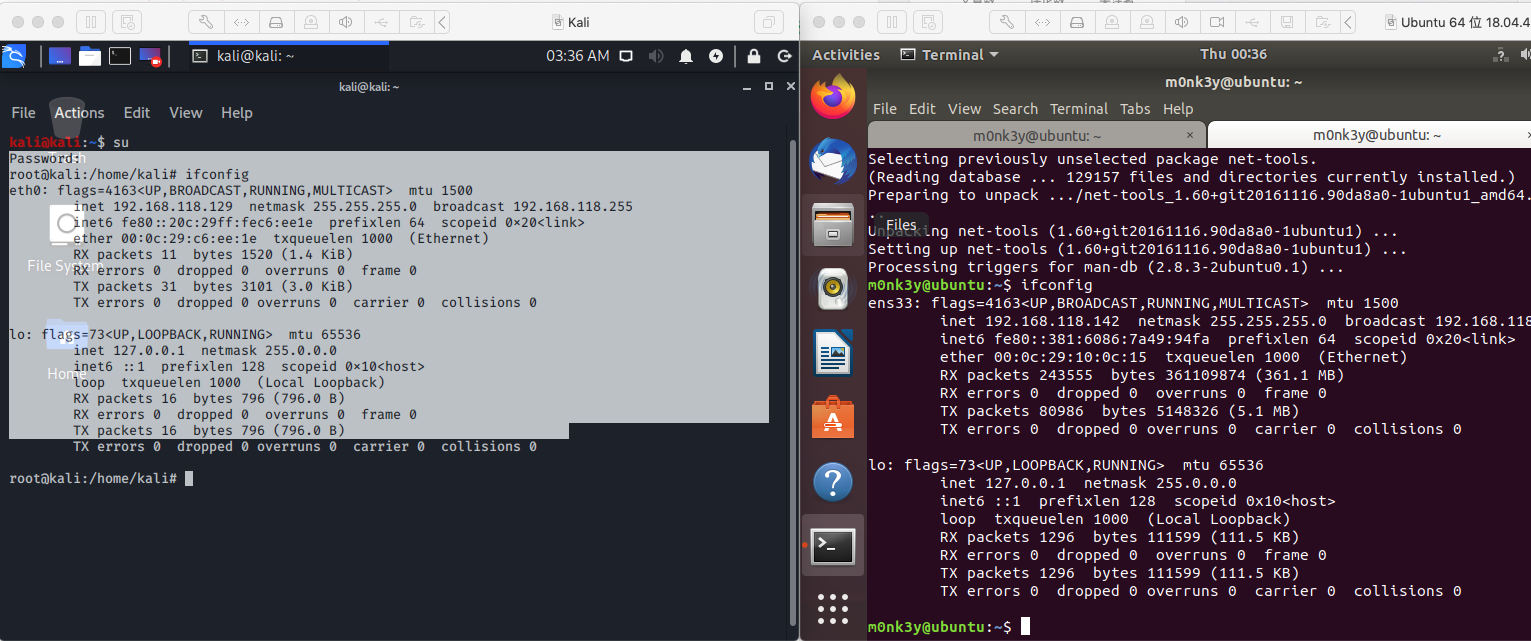 Kali
kali@kali: ~
03:36 AM
kali@kali: ~
File Actions Edit View Help
kali@kali:~$ su
Password:
root@kali:/home/kali# ifconfig
eth0: flags=4163<UP,BROADCAST,RUNNING,MULTICAST>  mtu 1500
inet 192.168.118.129  netmask 255.255.255.0  broadcast 192.168.118.255
inet6 fe80::20c:29ff:fec6:ee1e  prefixlen 64  scopeid 0×20<link>
ether 00:0c:29:c6:ee:1e  txqueuelen 1000  (Ethernet)
RX packets 11  bytes 1520 (1.4 KiB)
RX errors 0  dropped 0  overruns 0  frame 0
TX packets 31  bytes 3101 (3.0 KiB)
TX errors 0  dropped 0 overruns 0  carrier 0  collisions 0
lo: flags=73<UP,LOOPBACK,RUNNING>  mtu 65536
inet 127.0.0.1  netmask 255.0.0.0
inet6 ::1  prefixlen 128  scopeid 0×10<host>
loop  txqueuelen 1000  (Local Loopback)
RX packets 16  bytes 796 (796.0 B)
RX errors 0  dropped 0  overruns 0  frame 0
TX packets 16  bytes 796 (796.0 B)
TX errors 0  dropped 0 overruns 0  carrier 0  collisions 0
root@kali:/home/kali#
File System
Home
Ubuntu 64 位 18.04.4
Activities Terminal Thu 00:36
m0nk3y@ubuntu: ~
File Edit View Search Terminal Tabs Help
m0nk3y@ubuntu: ~ × m0nk3y@ubuntu: ~
Selecting previously unselected package net-tools.
(Reading database ... 129157 files and directories currently installed.)
Preparing to unpack .../net-tools_1.60+git20161116.90da8a0-1ubuntu1_amd64.
Files
Unpacking net-tools (1.60+git20161116.90da8a0-1ubuntu1) ...
Setting up net-tools (1.60+git20161116.90da8a0-1ubuntu1) ...
Processing triggers for man-db (2.8.3-2ubuntu0.1) ...
m0nk3y@ubuntu:~$ ifconfig
ens33: flags=4163<UP,BROADCAST,RUNNING,MULTICAST>  mtu 1500
inet 192.168.118.142  netmask 255.255.255.0  broadcast 192.168.118
inet6 fe80::381:6086:7a49:94fa  prefixlen 64  scopeid 0x20<link>
ether 00:0c:29:10:0c:15  txqueuelen 1000  (Ethernet)
RX packets 243555  bytes 361109874 (361.1 MB)
RX errors 0  dropped 0  overruns 0  frame 0
TX packets 80986  bytes 5148326 (5.1 MB)
TX errors 0  dropped 0 overruns 0  carrier 0  collisions 0
lo: flags=73<UP,LOOPBACK,RUNNING>  mtu 65536
inet 127.0.0.1  netmask 255.0.0.0
inet6 ::1  prefixlen 128  scopeid 0x10<host>
loop  txqueuelen 1000  (Local Loopback)
RX packets 1296  bytes 111599 (111.5 KB)
RX errors 0  dropped 0  overruns 0  frame 0
TX packets 1296  bytes 111599 (111.5 KB)
TX errors 0  dropped 0 overruns 0  carrier 0  collisions 0
m0nk3y@ubuntu:~$